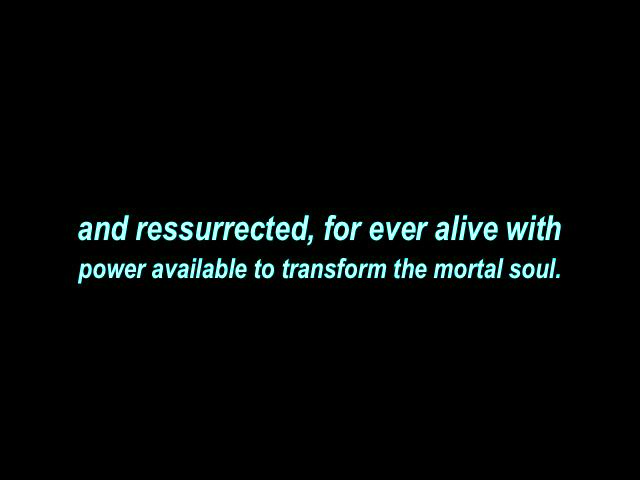 and ressurrected, for ever alive with
power available to transform the mortal soul.